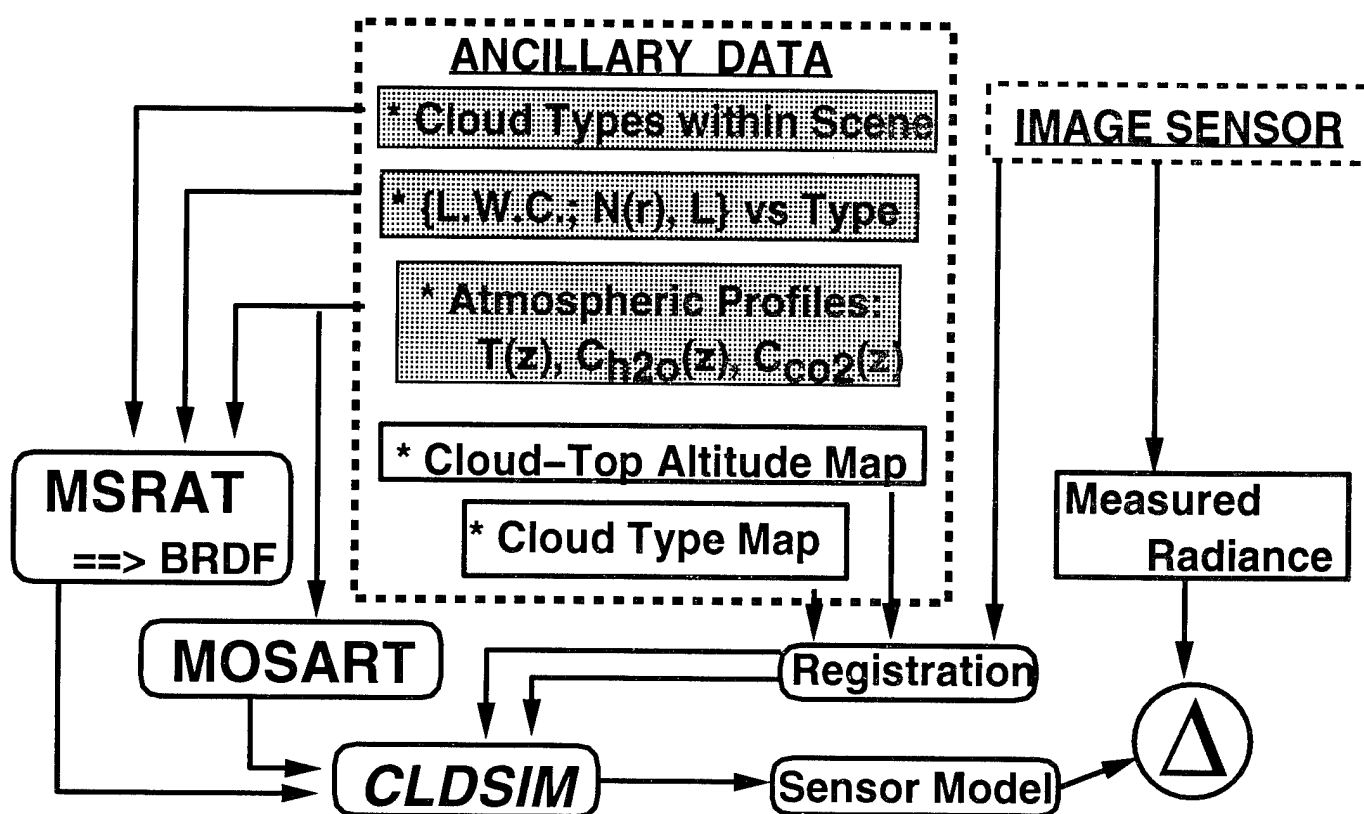 ANCILLARY DATA
* Cloud Types within Scene
* {L.W.C.; N(r), L} vs Type
* Atmospheric Profiles:
T(z), Ch2o(z), Cco2(z)
* Cloud-Top Altitude Map
* Cloud Type Map
IMAGE SENSOR
MSRAT
==> BRDF
MOSART
Registration
Measured
Radiance
CLDSIM
Sensor Model
Δ